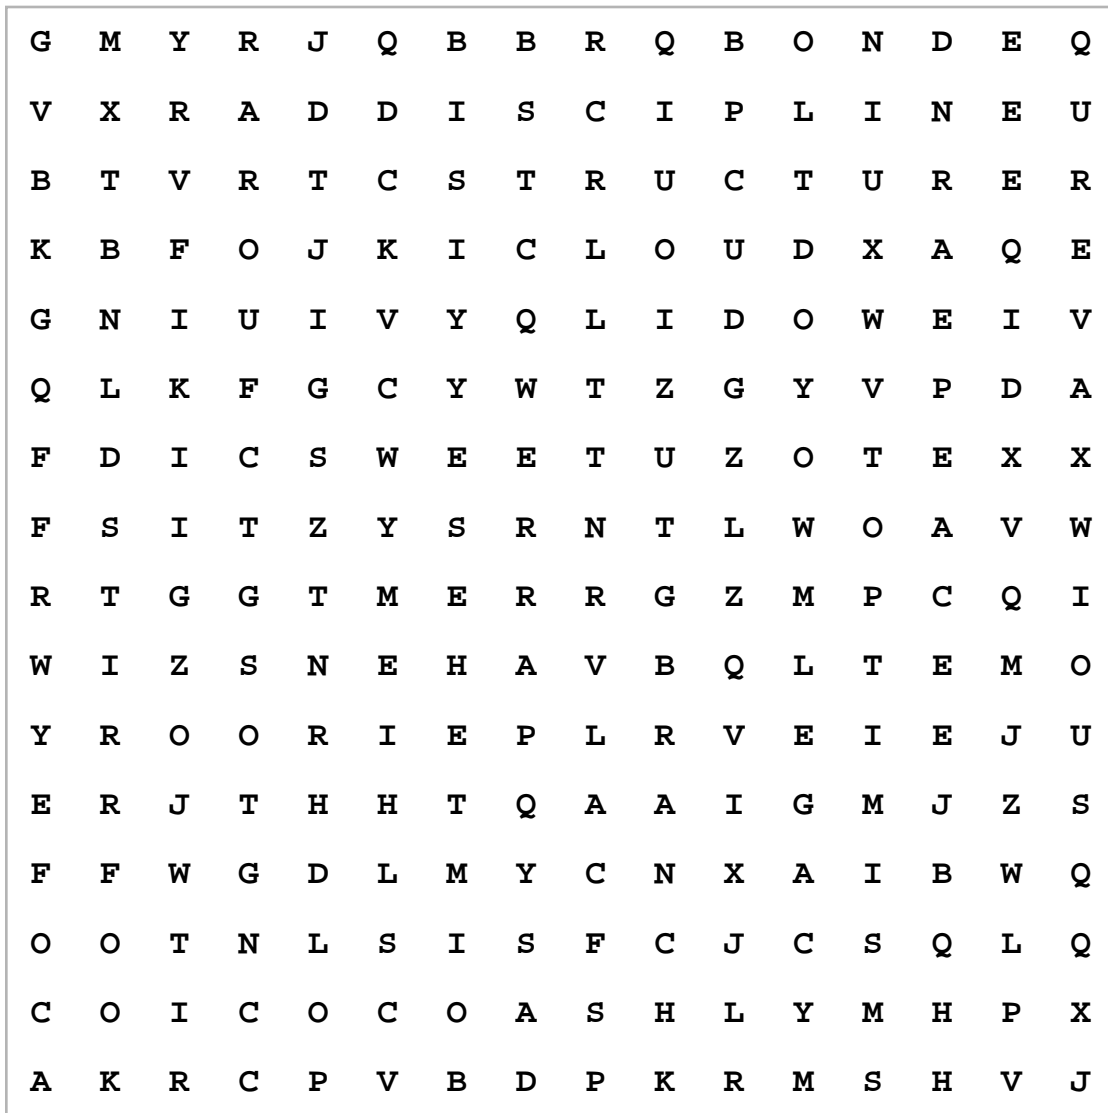 G M Y R J Q B B R Q B O N D E Q
V X R A D D I S C I P L I N E U
B T V R T C S T R U C T U R E R
K B F O J K I C L O U D X A Q E
G N I U I V Y Q L I D O W E I V
Q L K F G C Y W T Z G Y V P D A
F D I C S W E E T U Z O T E X X
F S I T Z Y S R N T L W O A V W
R T G G T M E R R G Z M P C Q I
W I Z S N E H A V B Q L T E M O
Y R O O R I E P L R V E I E J U
E R J T H H T Q A A I G M J Z S
F F W G D L M Y C N X A I B W Q
O O T N L S I S F C J C S Q L Q
C O I C O C O A S H L Y M H P X
A K R C P V B D P K R M S H V J